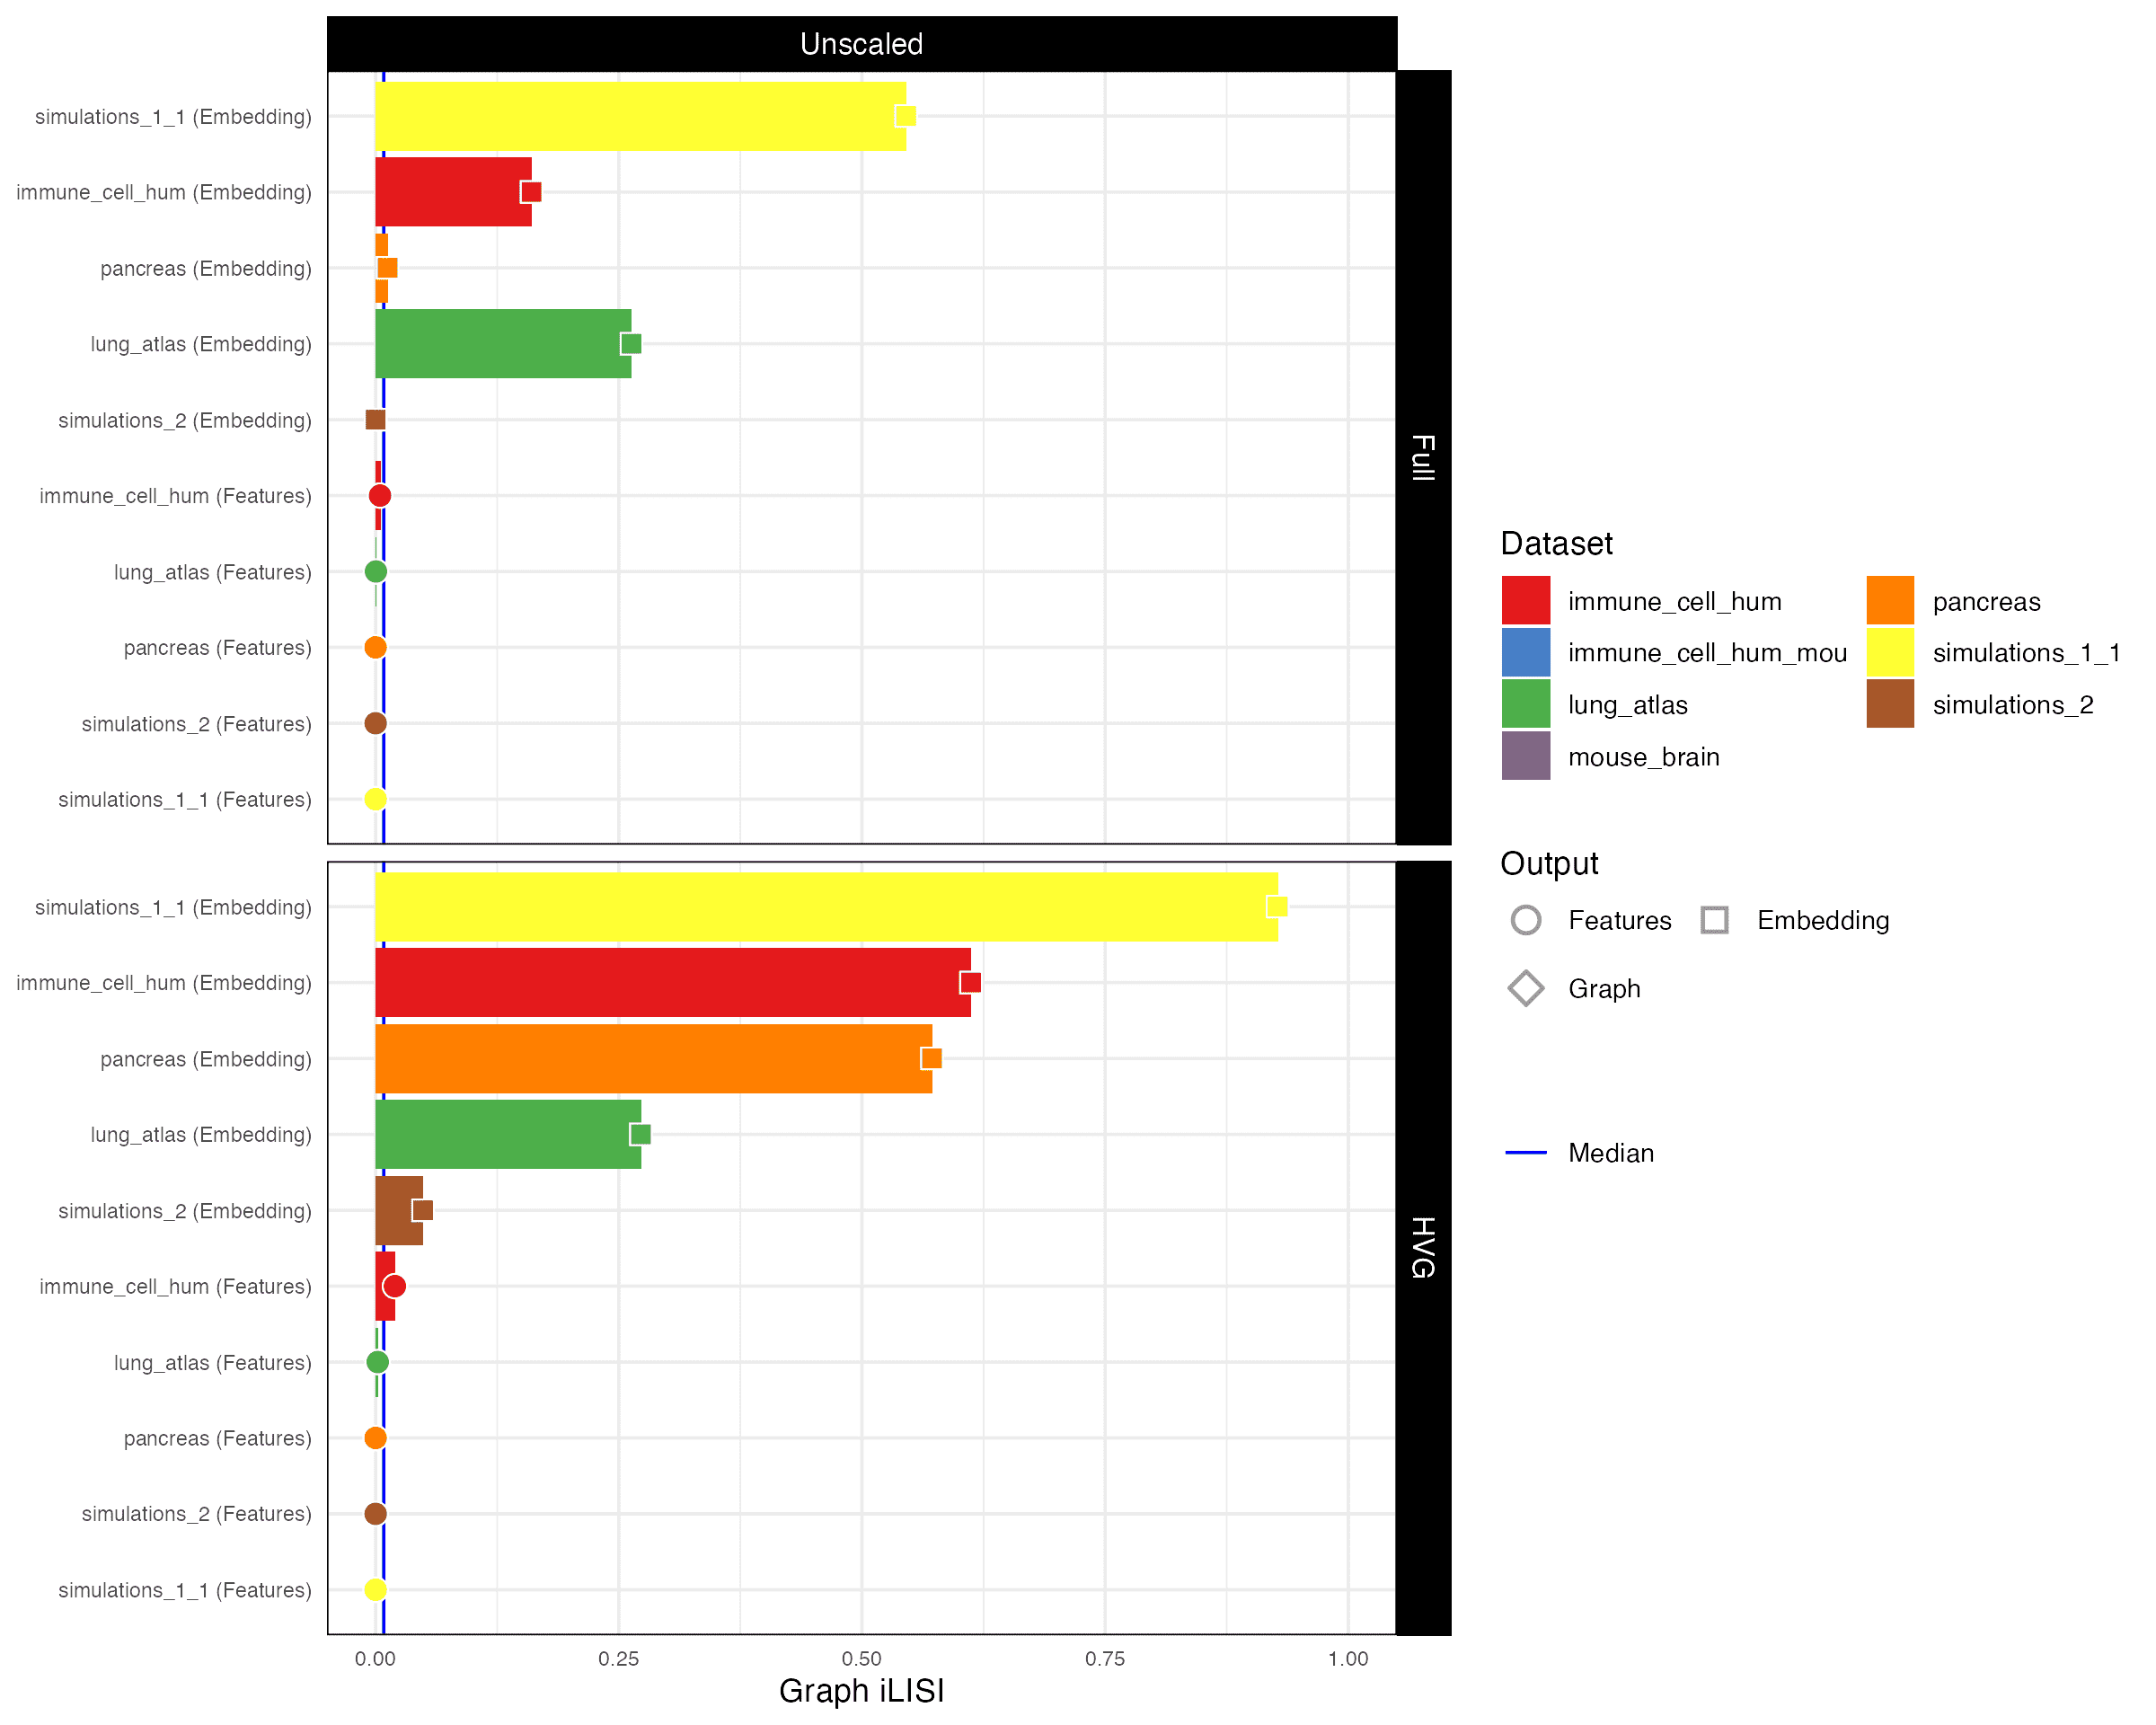 Unscaled
simulations_1_1 (Embedding)
immune_cell_hum (Embedding)
pancreas (Embedding)
lung_atlas (Embedding)
simulations_2 (Embedding)
immune_cell_hum (Features)
lung_atlas (Features)
pancreas (Features)
simulations_2 (Features)
simulations_1_1 (Features)
Full
simulations_1_1 (Embedding)
immune_cell_hum (Embedding)
pancreas (Embedding)
lung_atlas (Embedding)
simulations_2 (Embedding)
immune_cell_hum (Features)
lung_atlas (Features)
pancreas (Features)
simulations_2 (Features)
simulations_1_1 (Features)
HVG
0.00 0.25 0.50 0.75 1.00
Graph iLISI
Dataset
immune_cell_hum pancreas
immune_cell_hum_mou simulations_1_1
lung_atlas simulations_2
mouse_brain
Output
Features Embedding
Graph
Median